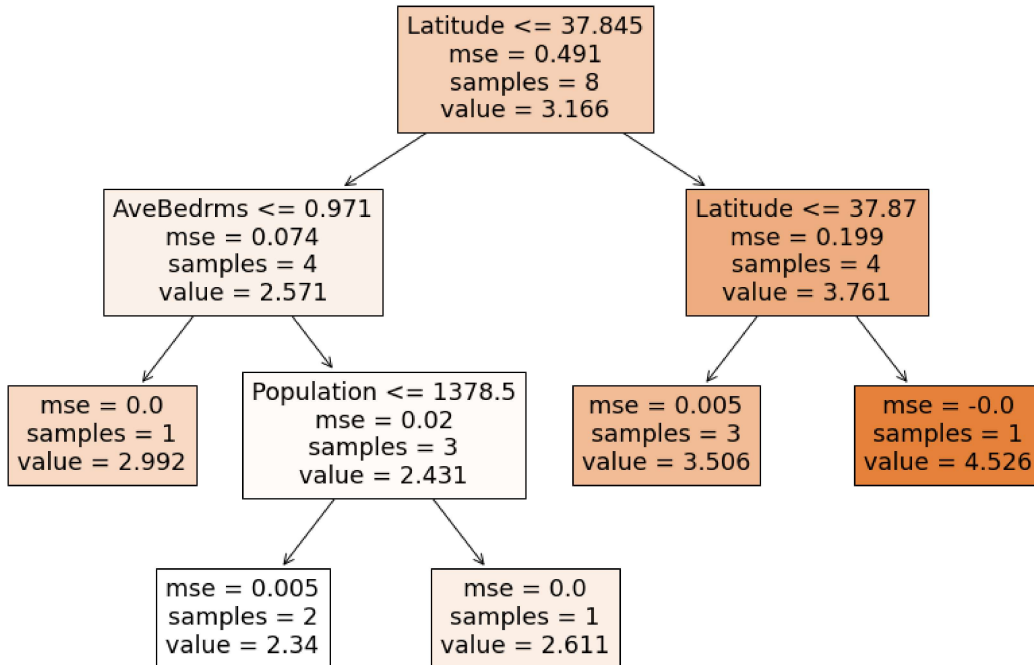 Latitude <= 37.845
mse = 0.491
samples = 8
value = 3.166
AveBedrms <= 0.971
mse = 0.074
samples = 4
value = 2.571
Latitude <= 37.87
mse = 0.199
samples = 4
value = 3.761
mse = 0.0
samples = 1
value = 2.992
Population <= 1378.5
mse = 0.02
samples = 3
value = 2.431
mse = 0.005
samples = 3
value = 3.506
mse = -0.0
samples = 1
value = 4.526
mse = 0.005
samples = 2
value = 2.34
mse = 0.0
samples = 1
value = 2.611